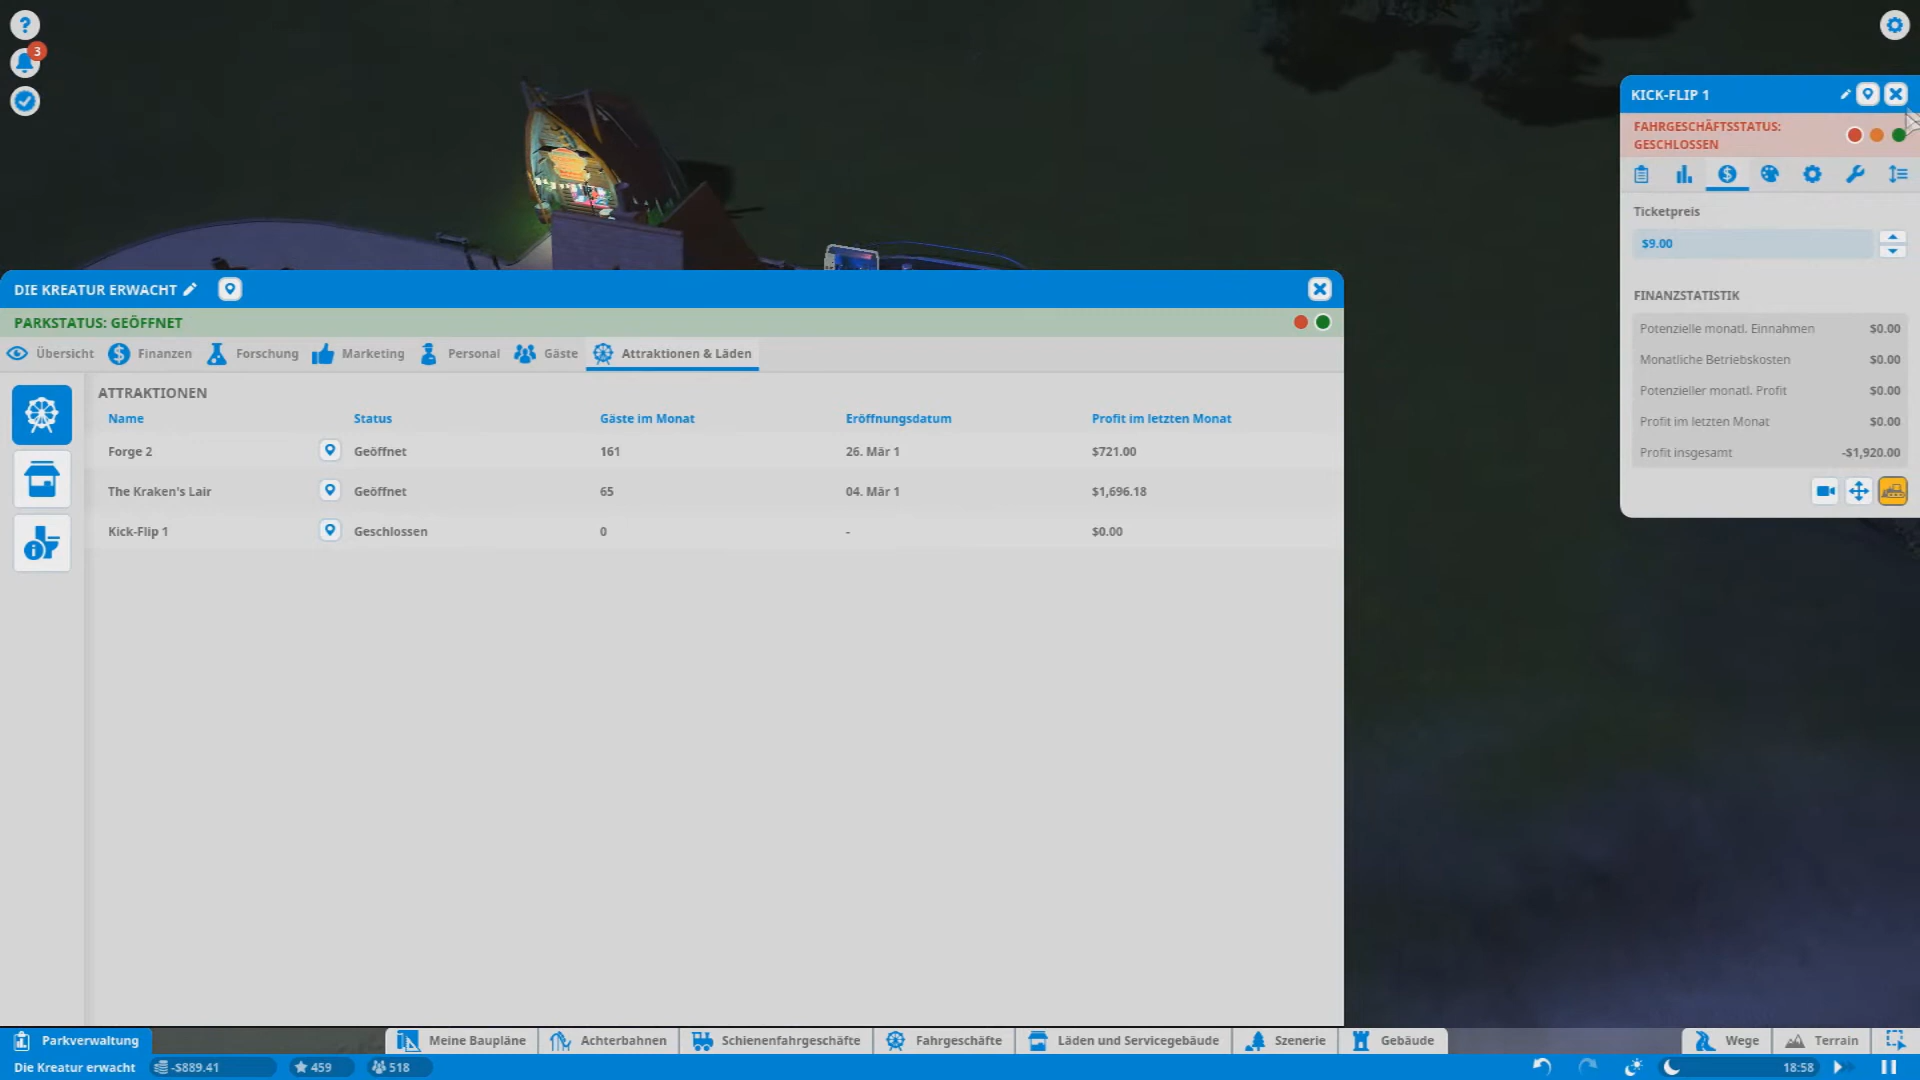 ?
3
KICK-FLIP 1
FAHRGESCHÄFTSSTATUS:
GESCHLOSSEN
Ticketpreis
$9.00
FINANZSTATISTIK
Potenzielle monatl. Einnahmen $0.00
Monatliche Betriebskosten $0.00
Potenzieller monatl. Profit $0.00
Profit im letzten Monat $0.00
Profit insgesamt -$1,920.00
DIE KREATUR ERWACHT
PARKSTATUS: GEÖFFNET
Übersicht Finanzen Forschung Marketing Personal Gäste Attraktionen & Läden
ATTRAKTIONEN
Name Status Gäste im Monat Eröffnungsdatum Profit im letzten Monat
Forge 2 Geöffnet 161 26. Mär 1 $721.00
The Kraken's Lair Geöffnet 65 04. Mär 1 $1,696.18
Kick-Flip 1 Geschlossen 0 - $0.00
Parkverwaltung Meine Baupläne Achterbahnen Schienenfahrgeschäfte Fahrgeschäfte Läden und Servicegebäude Szenerie Gebäude Wege Terrain
Die Kreatur erwacht -$889.41 459 518 18:58